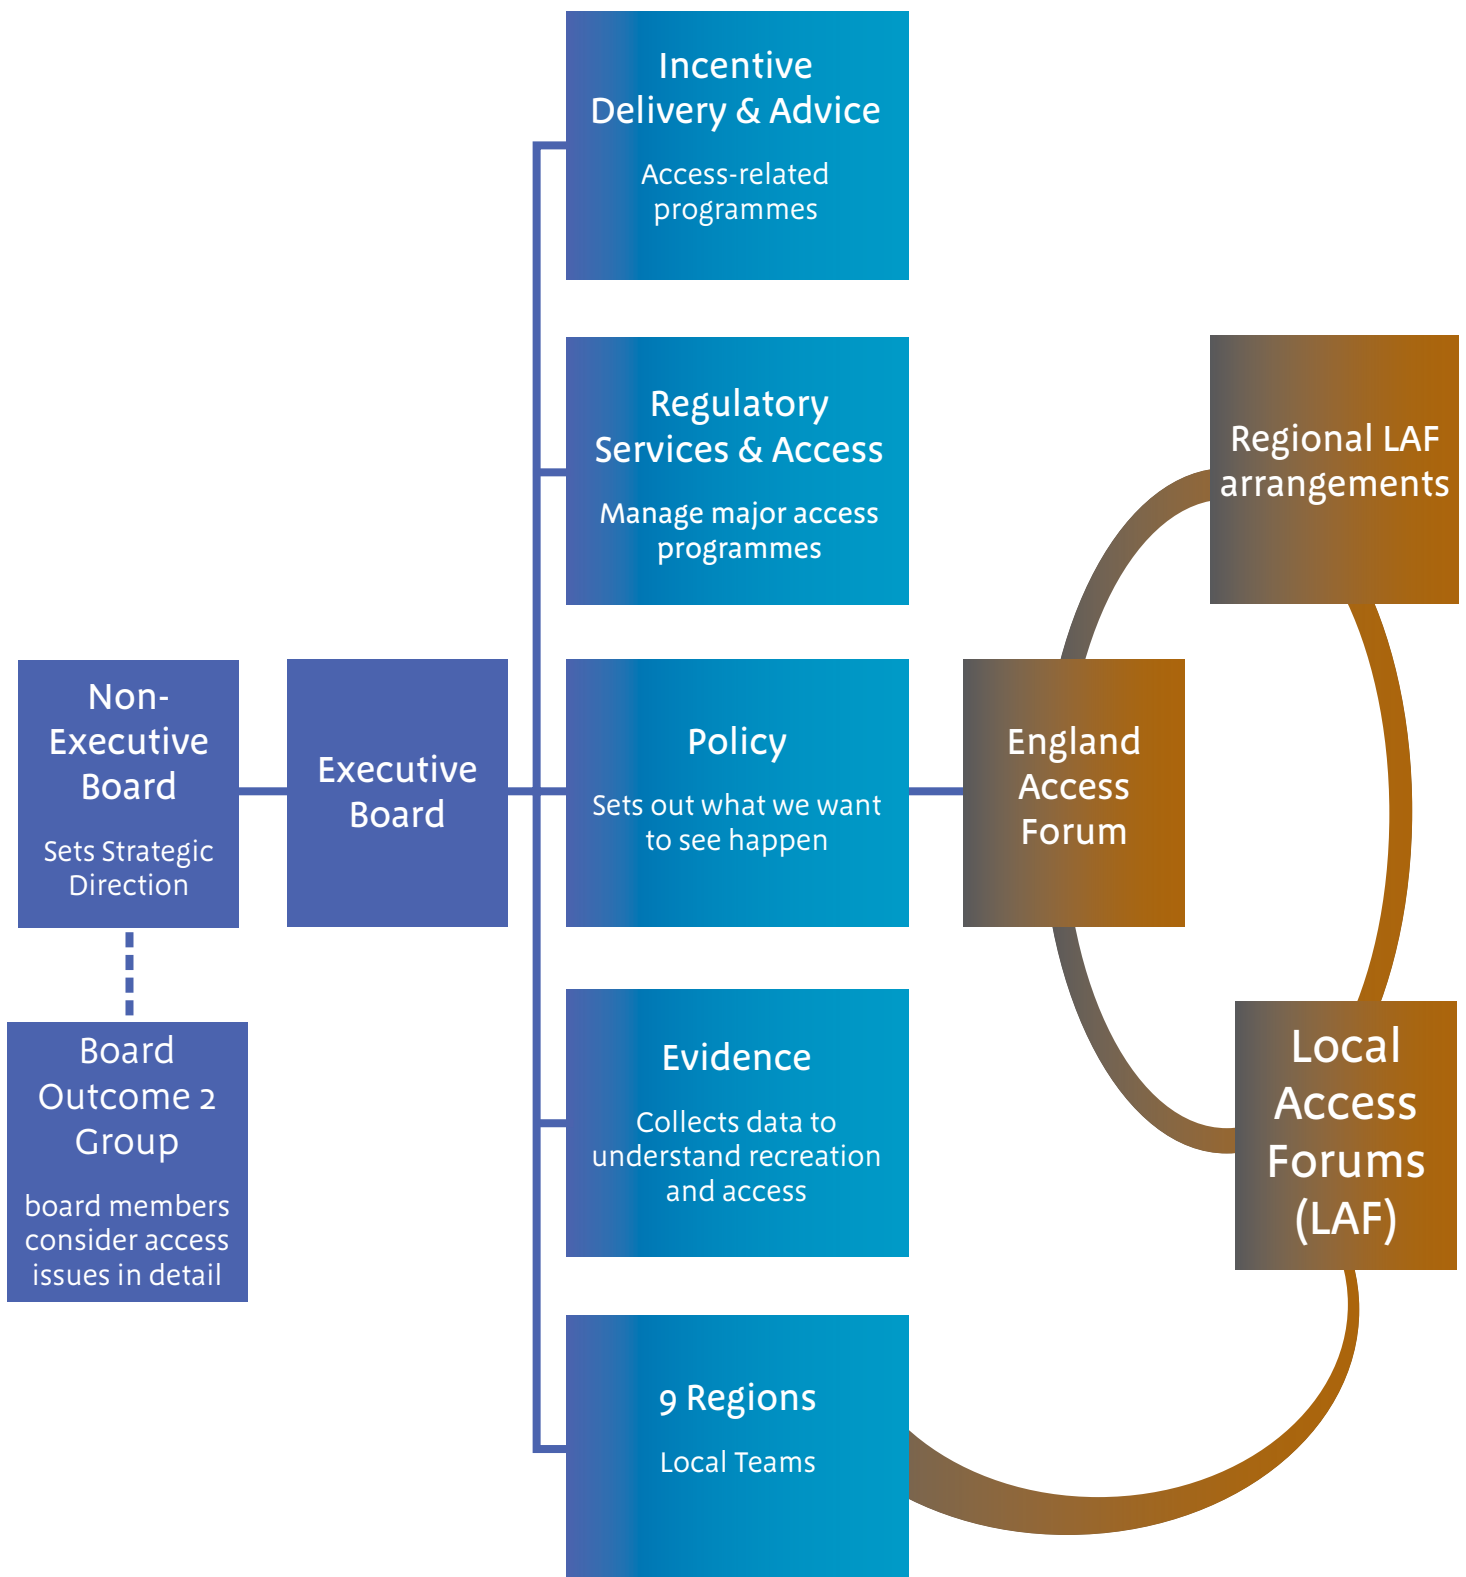 Incentive
Delivery & Advice
Access-related
programmes
Regulatory
Services & Access
Manage major access
programmes
Regional LAF
arrangements
Non-
Executive
Board
Sets Strategic
Direction
Executive
Board
Policy
Sets out what we want
to see happen
England
Access
Forum
Board
Outcome 2
Group
board members
consider access
issues in detail
Evidence
Collects data to
understand recreation
and access
Local
Access
Forums
(LAF)
9 Regions
Local Teams